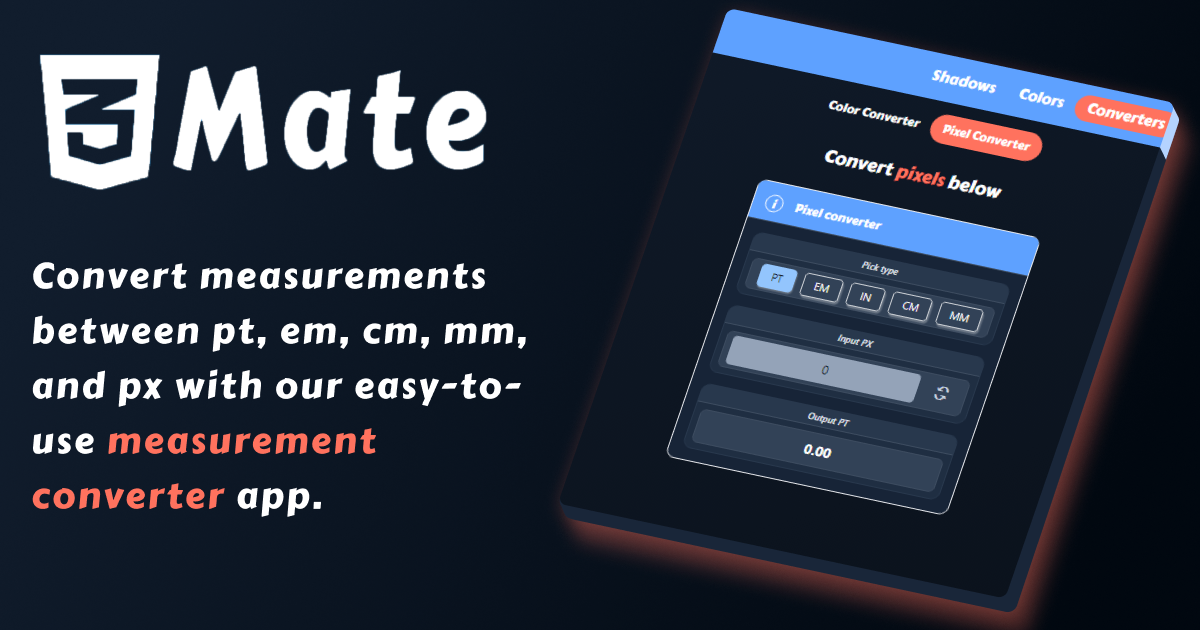 3Mate
Convert measurements
between pt, em, cm, mm,
and px with our easy-to-
use measurement
converter app.
Shadows Colors Converters
Color Converter Pixel Converter
Convert pixels below
i Pixel converter
Pick type
PT EM IN CM MM
Input PX
0
Output PT
0.00